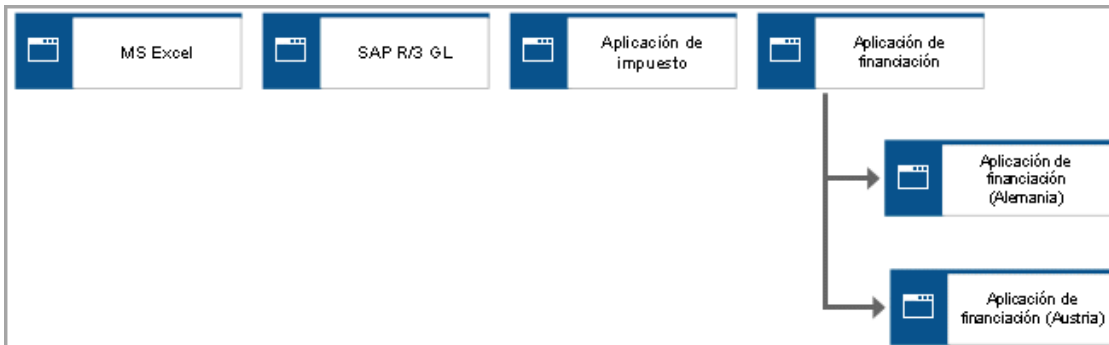 MS Excel
SAP R/3 GL
Aplicación de
impuesto
Aplicación de
financiación
Aplicación de
financiación
(Alemania)
Aplicación de
financiación (Austria)